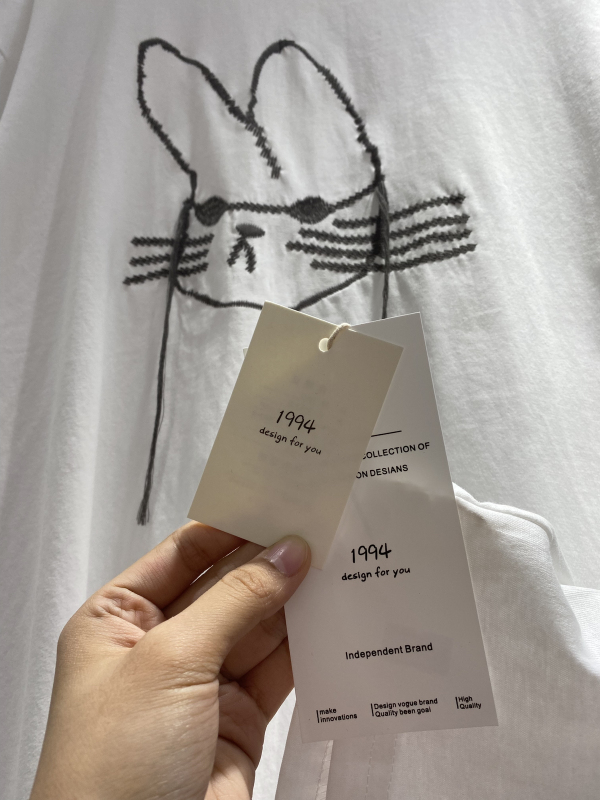 1994
design for you
COLLECTION OF
ON DESIANS
1994
design for you
Independent Brand
make
innovations
Design vogue brand
Quality been goal
High
Quality